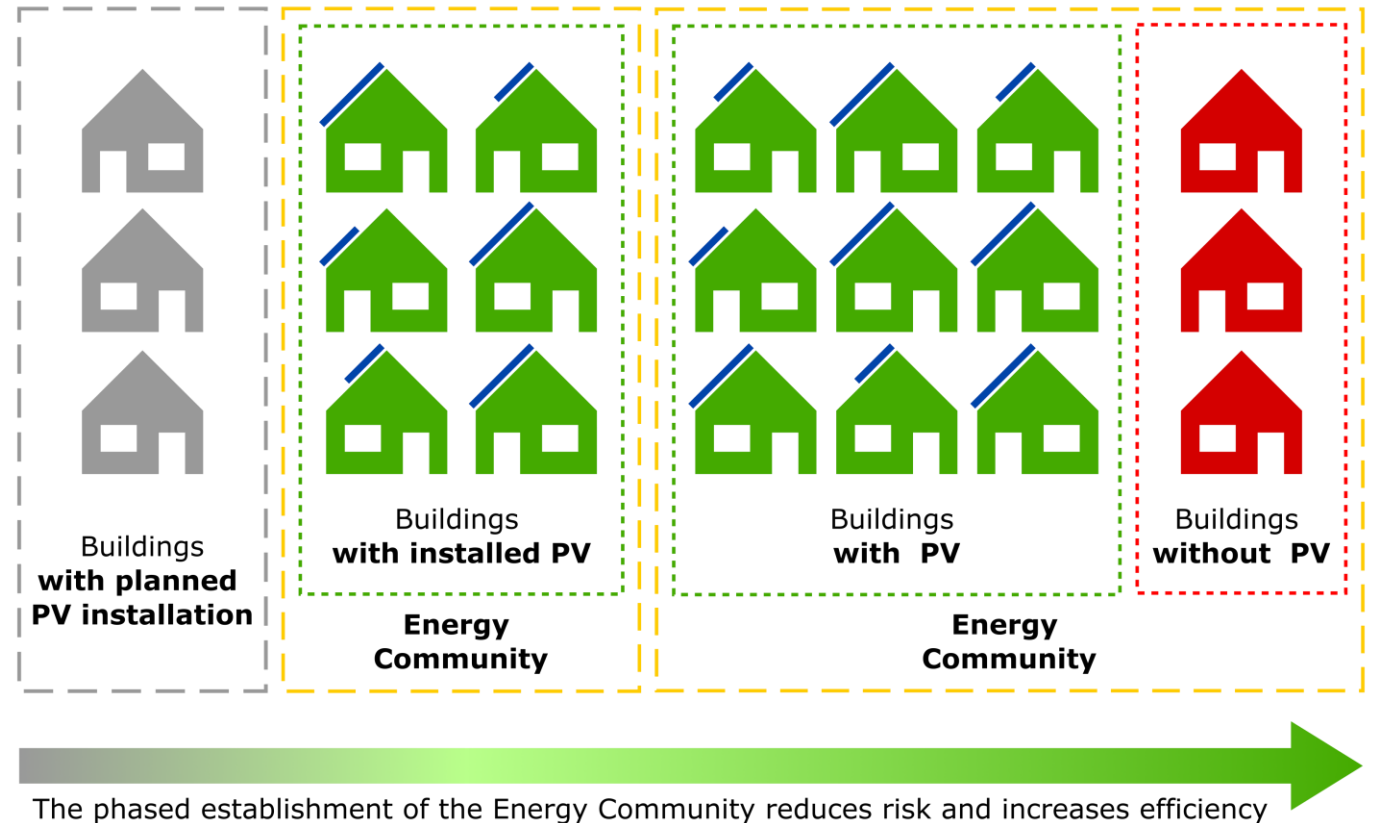 Buildings
with planned
PV installation
Buildings
with installed PV
Energy
Community
Buildings
with PV
Buildings
without PV
Energy
Community
The phased establishment of the Energy Community reduces risk and increases efficiency